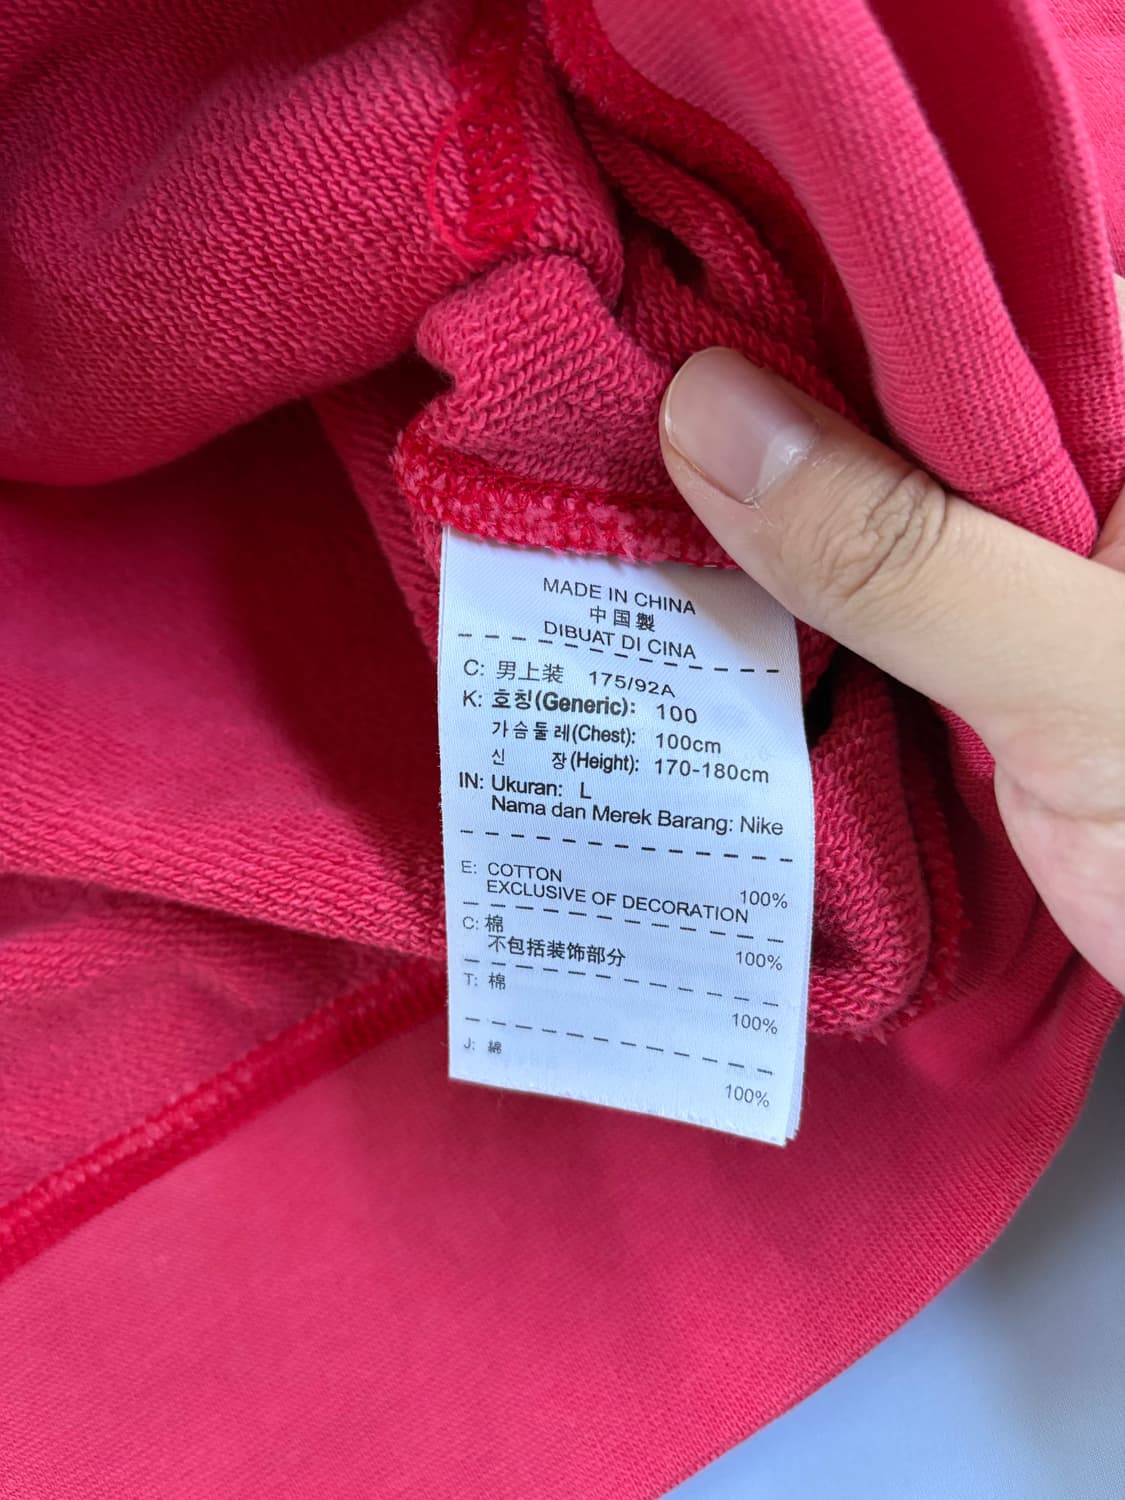 MADE IN CHINA
中国製
DIBUAT DI CINA
C: 男上装 175/92A
K: 호칭(Generic): 100
가슴둘레(Chest): 100cm
신 장(Height): 170-180cm
IN: Ukuran: L
Nama dan Merek Barang: Nike
E: COTTON 100%
EXCLUSIVE OF DECORATION
C: 棉 100%
不包括装饰部分
T: 棉 100%
J: 綿 100%